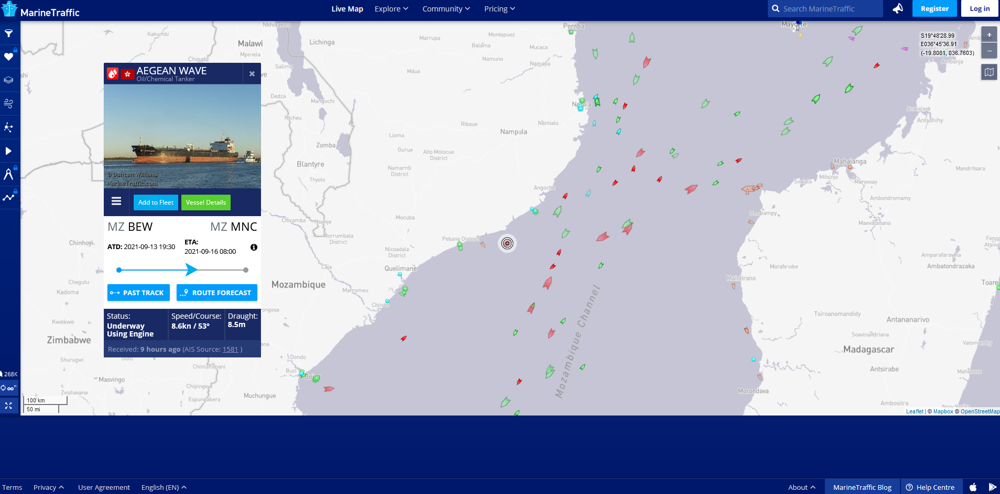 MarineTraffic
Live Map
Explore
Community
Pricing
Search MarineTraffic
Register
Log in
S19°48'28.99
E036°45'36.91
(-19.8081, 036.7603)
+
−
AEGEAN WAVE
Oil/Chemical Tanker
© Duncan Williams
MarineTraffic.com
Add to Fleet
Vessel Details
MZ BEW
MZ MNC
ATD: 2021-09-13 19:30
ETA:
2021-09-16 08:00
PAST TRACK
ROUTE FORECAST
Status:
Underway
Using Engine
Speed/Course:
8.6kn / 53°
Draught:
8.5m
Received: 9 hours ago (AIS Source: 1581 )
Nkhotakota
Kakumbi
Malawi
Mponela
Chipata
Salima
Lichinga
Dedza
Mangochi
Ntcheu
Zomba
Blantyre
Thyolo
Chiramba
Nsanje
Morrumbala
District
Marrupa
Montepuez
Balama
Mucaca
Namuno
Namapa
Máua
Pemba
Nacala
Ribaue
Namialo
Nampula
Lioma
Gurue
Alto Molocue
District
Namarrói
District
Angoche
Mocuba
Pebane District
Nicoadala
District
Quelimane
Caia
Mozambique
Marromeu
Chinde
Dondo
Buzi
Beira
Muchungue
Chinhoyi
Chegutu
Kadoma
Kwekwe
Gweru
Zimbabwe
Shurugwi
Gutu
Masvingo
Zvishavane
Chimanimani
Chipinge
Espungabera
Mozambique Channel
Mayotte
Ambanja
Analalava
Antsohihy
Mahajanga
Mandritsara
Soalala
Mitsinjo
Marovoay
Ambondromamy
Besalampy
Maevatanana
Amparafaravola
Ambatondrazaka
Morafenobe
Maintirano
Tsiroanomandidy
Antananarivo
Soavinandriana
Madagascar
Vatomandry
Antsirabe
Mahanoro
Morondava
Ambositra
268K
∞"
100 km
50 mi
Leaflet | © Mapbox © OpenStreetMap
Terms
Privacy
User Agreement
English (EN)
About
MarineTraffic Blog
Help Centre